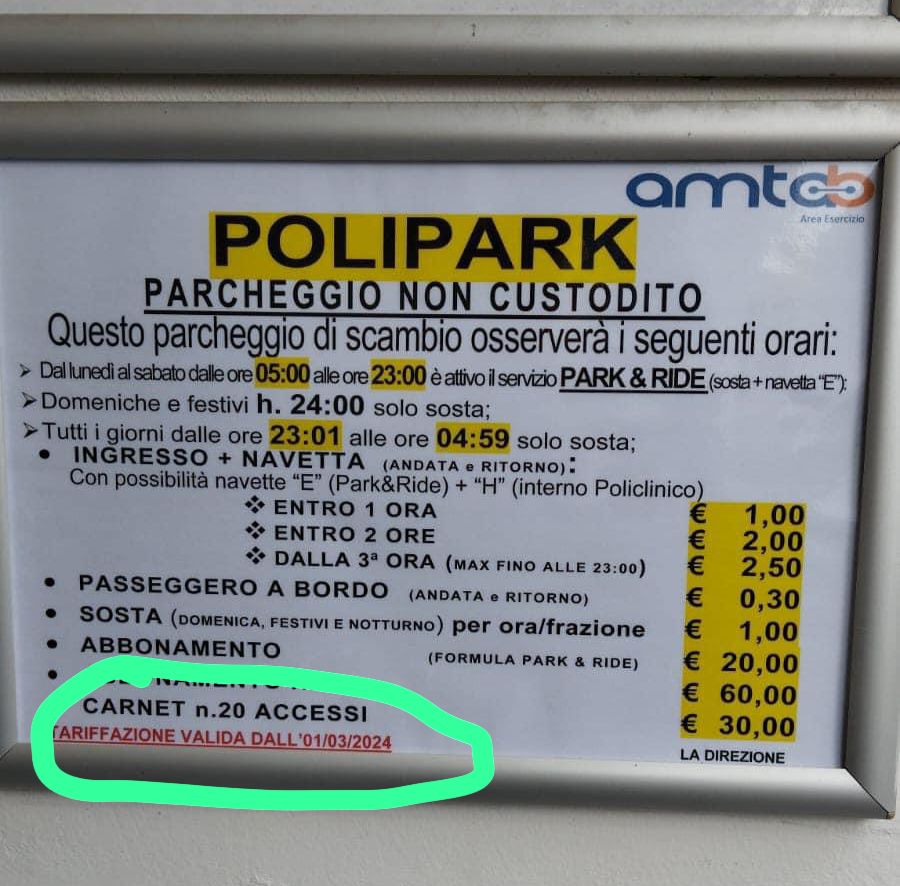 amtab
Area Esercizio
POLIPARK
PARCHEGGIO NON CUSTODITO
Questo parcheggio di scambio osserverà i seguenti orari:
➢ Dal lunedì al sabato dalle ore 05:00 alle ore 23:00 è attivo il servizio PARK & RIDE (sosta + navetta "E");
➢ Domeniche e festivi h. 24:00 solo sosta;
➢ Tutti i giorni dalle ore 23:01 alle ore 04:59 solo sosta;
• INGRESSO + NAVETTA (ANDATA e RITORNO):
Con possibilità navette "E" (Park&Ride) + "H" (interno Policlinico)
❖ ENTRO 1 ORA € 1,00
❖ ENTRO 2 ORE € 2,00
❖ DALLA 3ª ORA (MAX FINO ALLE 23:00) € 2,50
• PASSEGGERO A BORDO (ANDATA e RITORNO) € 0,30
• SOSTA (DOMENICA, FESTIVI E NOTTURNO) per ora/frazione € 1,00
• ABBONAMENTO (FORMULA PARK & RIDE) € 20,00
• € 60,00
CARNET n.20 ACCESSI € 30,00
TARIFFAZIONE VALIDA DALL'01/03/2024
LA DIREZIONE